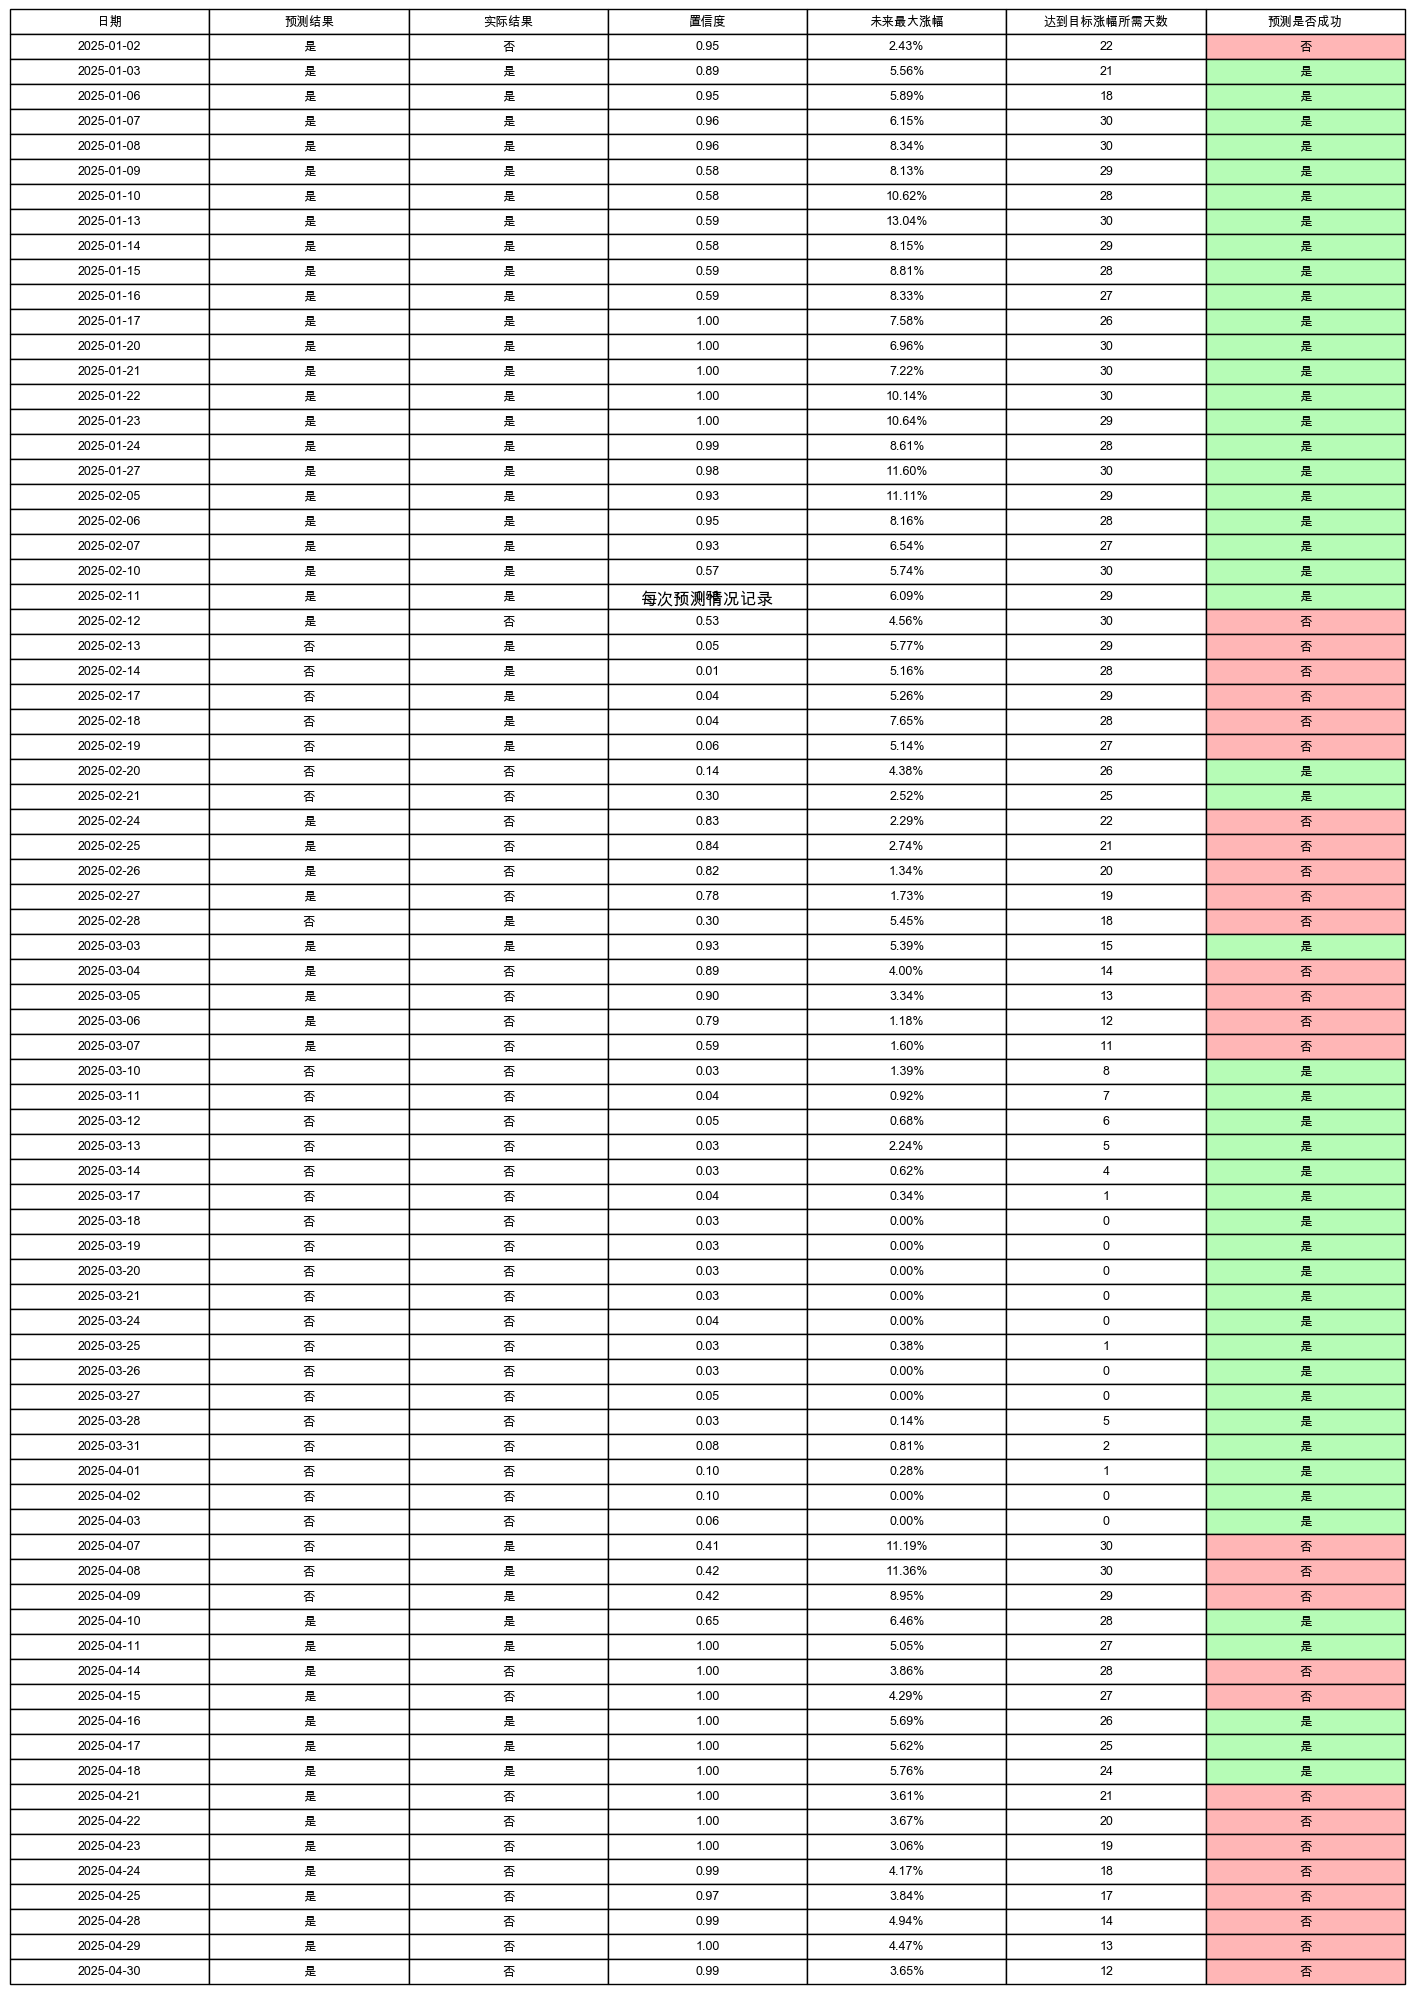 日期 预测结果 实际结果 置信度 未来最大涨幅 达到目标涨幅所需天数 预测是否成功
2025-01-02 是 否 0.95 2.43% 22 否
2025-01-03 是 是 0.89 5.56% 21 是
2025-01-06 是 是 0.95 5.89% 18 是
2025-01-07 是 是 0.96 6.15% 30 是
2025-01-08 是 是 0.96 8.34% 30 是
2025-01-09 是 是 0.58 8.13% 29 是
2025-01-10 是 是 0.58 10.62% 28 是
2025-01-13 是 是 0.59 13.04% 30 是
2025-01-14 是 是 0.58 8.15% 29 是
2025-01-15 是 是 0.59 8.81% 28 是
2025-01-16 是 是 0.59 8.33% 27 是
2025-01-17 是 是 1.00 7.58% 26 是
2025-01-20 是 是 1.00 6.96% 30 是
2025-01-21 是 是 1.00 7.22% 30 是
2025-01-22 是 是 1.00 10.14% 30 是
2025-01-23 是 是 1.00 10.64% 29 是
2025-01-24 是 是 0.99 8.61% 28 是
2025-01-27 是 是 0.98 11.60% 30 是
2025-02-05 是 是 0.93 11.11% 29 是
2025-02-06 是 是 0.95 8.16% 28 是
2025-02-07 是 是 0.93 6.54% 27 是
2025-02-10 是 是 0.57 5.74% 30 是
2025-02-11 是 是 每次预测情况记录 6.09% 29 是
2025-02-12 是 否 0.53 4.56% 30 否
2025-02-13 否 是 0.05 5.77% 29 否
2025-02-14 否 是 0.01 5.16% 28 否
2025-02-17 否 是 0.04 5.26% 29 否
2025-02-18 否 是 0.04 7.65% 28 否
2025-02-19 否 是 0.06 5.14% 27 否
2025-02-20 否 否 0.14 4.38% 26 是
2025-02-21 否 否 0.30 2.52% 25 是
2025-02-24 是 否 0.83 2.29% 22 否
2025-02-25 是 否 0.84 2.74% 21 否
2025-02-26 是 否 0.82 1.34% 20 否
2025-02-27 是 否 0.78 1.73% 19 否
2025-02-28 否 是 0.30 5.45% 18 否
2025-03-03 是 是 0.93 5.39% 15 是
2025-03-04 是 否 0.89 4.00% 14 否
2025-03-05 是 否 0.90 3.34% 13 否
2025-03-06 是 否 0.79 1.18% 12 否
2025-03-07 是 否 0.59 1.60% 11 否
2025-03-10 否 否 0.03 1.39% 8 是
2025-03-11 否 否 0.04 0.92% 7 是
2025-03-12 否 否 0.05 0.68% 6 是
2025-03-13 否 否 0.03 2.24% 5 是
2025-03-14 否 否 0.03 0.62% 4 是
2025-03-17 否 否 0.04 0.34% 1 是
2025-03-18 否 否 0.03 0.00% 0 是
2025-03-19 否 否 0.03 0.00% 0 是
2025-03-20 否 否 0.03 0.00% 0 是
2025-03-21 否 否 0.03 0.00% 0 是
2025-03-24 否 否 0.04 0.00% 0 是
2025-03-25 否 否 0.03 0.38% 1 是
2025-03-26 否 否 0.03 0.00% 0 是
2025-03-27 否 否 0.05 0.00% 0 是
2025-03-28 否 否 0.03 0.14% 5 是
2025-03-31 否 否 0.08 0.81% 2 是
2025-04-01 否 否 0.10 0.28% 1 是
2025-04-02 否 否 0.10 0.00% 0 是
2025-04-03 否 否 0.06 0.00% 0 是
2025-04-07 否 是 0.41 11.19% 30 否
2025-04-08 否 是 0.42 11.36% 30 否
2025-04-09 否 是 0.42 8.95% 29 否
2025-04-10 是 是 0.65 6.46% 28 是
2025-04-11 是 是 1.00 5.05% 27 是
2025-04-14 是 否 1.00 3.86% 28 否
2025-04-15 是 否 1.00 4.29% 27 否
2025-04-16 是 是 1.00 5.69% 26 是
2025-04-17 是 是 1.00 5.62% 25 是
2025-04-18 是 是 1.00 5.76% 24 是
2025-04-21 是 否 1.00 3.61% 21 否
2025-04-22 是 否 1.00 3.67% 20 否
2025-04-23 是 否 1.00 3.06% 19 否
2025-04-24 是 否 0.99 4.17% 18 否
2025-04-25 是 否 0.97 3.84% 17 否
2025-04-28 是 否 0.99 4.94% 14 否
2025-04-29 是 否 1.00 4.47% 13 否
2025-04-30 是 否 0.99 3.65% 12 否